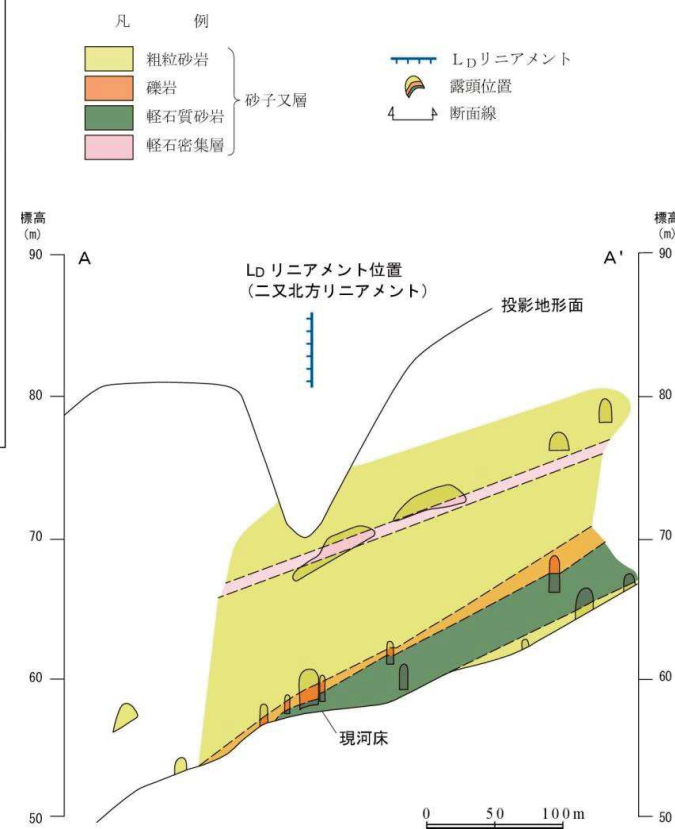 凡 例
粗粒砂岩
礫岩
軽石質砂岩
軽石密集層
砂子又層
LDリニアメント
露頭位置
断面線
標高
(m)
標高
(m)
90
A
A'
90
LD リニアメント位置
(二又北方リニアメント)
投影地形面
80
80
70
70
60
60
現河床
50
0 50 100m
50